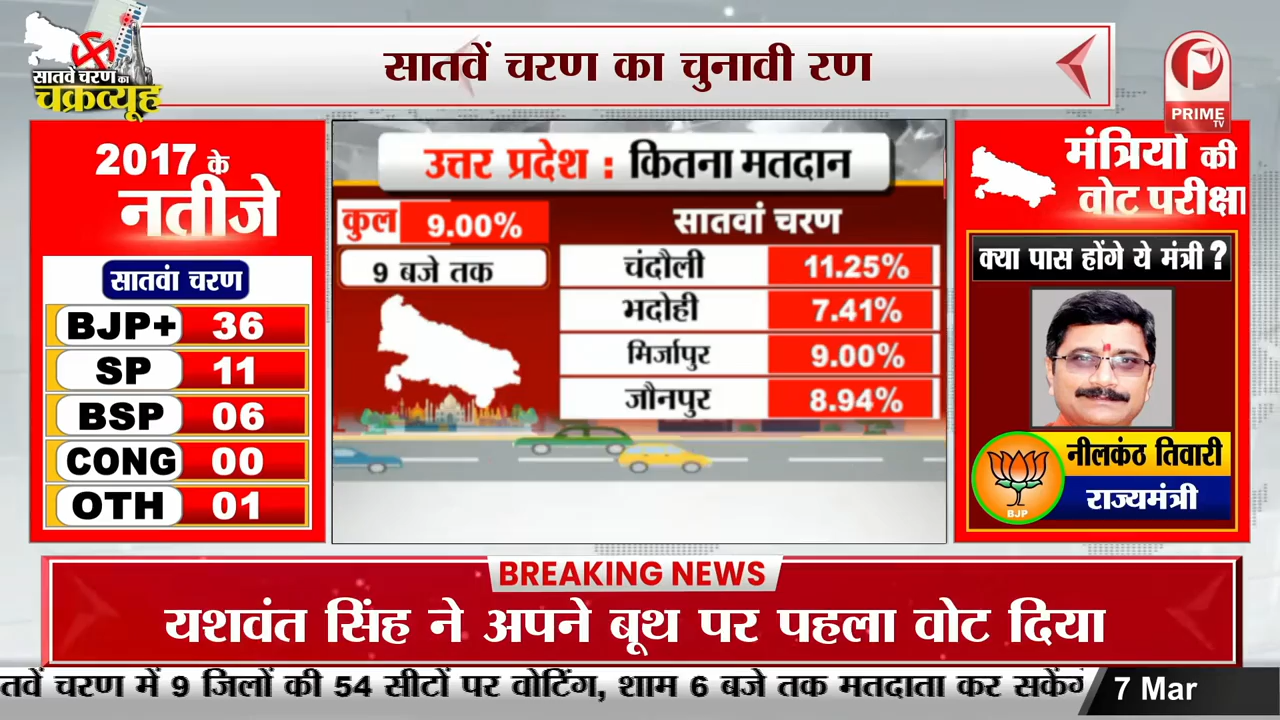 सातवें चरण का
चक्रव्यूह
सातवें चरण का चुनावी रण
PRIME
TV
2017 के
नतीजे
सातवां चरण
BJP+ 36
SP 11
BSP 06
CONG 00
OTH 01
उत्तर प्रदेश : कितना मतदान
कुल 9.00%
9 बजे तक
सातवां चरण
चंदौली 11.25%
भदोही 7.41%
मिर्जापुर 9.00%
जौनपुर 8.94%
मंत्रियों की
वोट परीक्षा
क्या पास होंगे ये मंत्री ?
BJP
नीलकंठ तिवारी
राज्यमंत्री
BREAKING NEWS
यशवंत सिंह ने अपने बूथ पर पहला वोट दिया
तवें चरण में 9 जिलों की 54 सीटों पर वोटिंग, शाम 6 बजे तक मतदाता कर सकेंगे
7 Mar